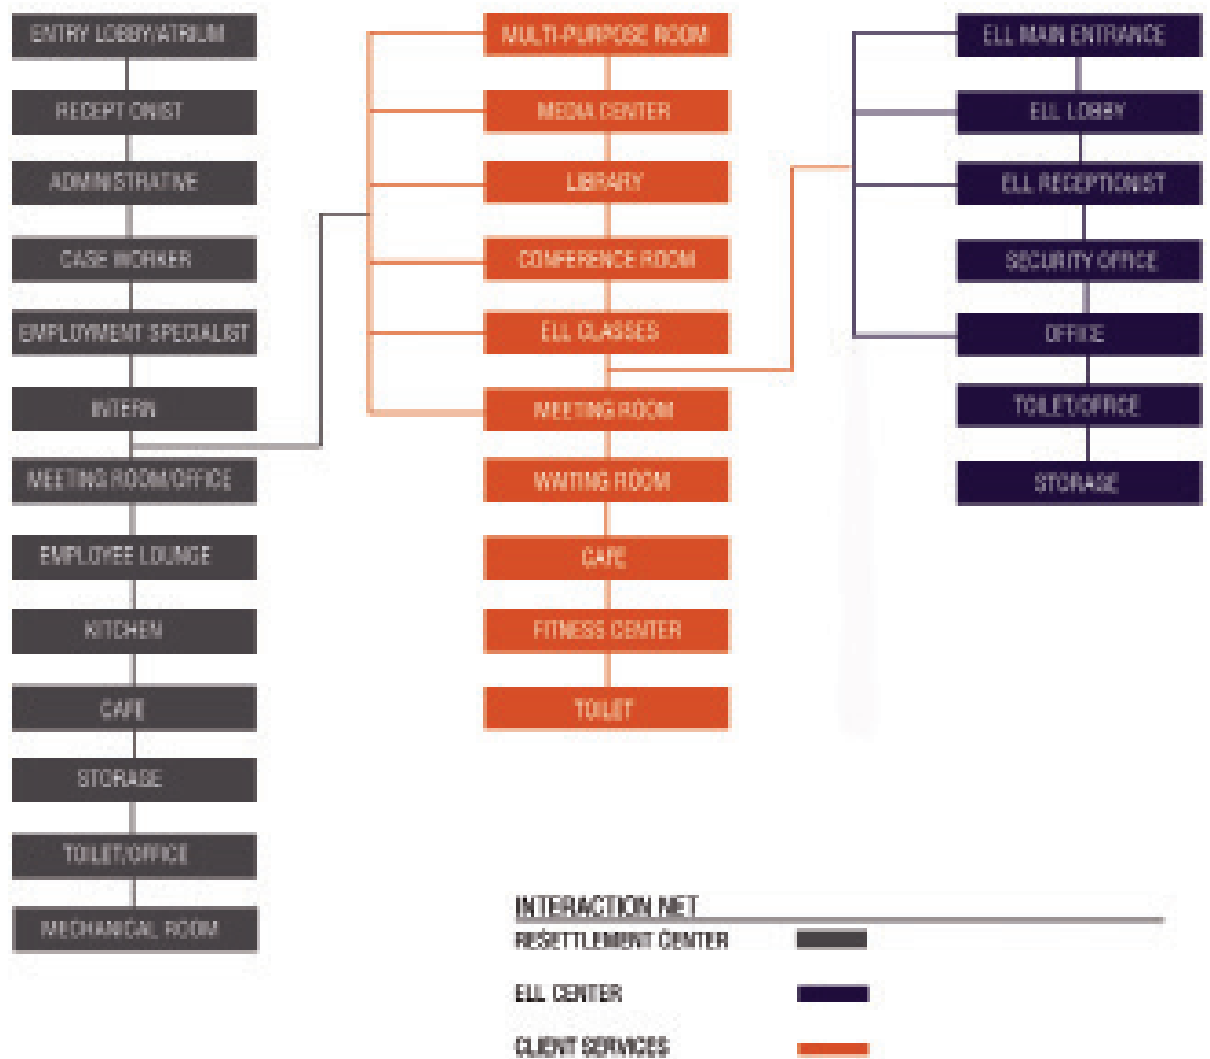 ENTRY LOBBY/ATRIUM
RECEPTIONIST
ADMINISTRATIVE
CASE WORKER
EMPLOYMENT SPECIALIST
INTERN
MEETING ROOM/OFFICE
EMPLOYEE LOUNGE
KITCHEN
CAFE
STORAGE
TOILET/OFFICE
MECHANICAL ROOM
MULTI-PURPOSE ROOM
MEDIA CENTER
LIBRARY
CONFERENCE ROOM
ELL CLASSES
MEETING ROOM
WAITING ROOM
CAFE
FITNESS CENTER
TOILET
ELL MAIN ENTRANCE
ELL LOBBY
ELL RECEPTIONIST
SECURITY OFFICE
OFFICE
TOILET/OFFICE
STORAGE
INTERACTION NET
RESETTLEMENT CENTER
ELL CENTER
CLIENT SERVICES